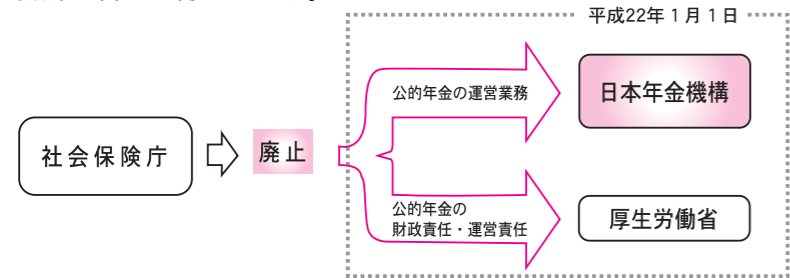 平成22年1月1日
公的年金の運営業務
日本年金機構
社会保険庁
廃止
公的年金の
財政責任・運営責任
厚生労働省